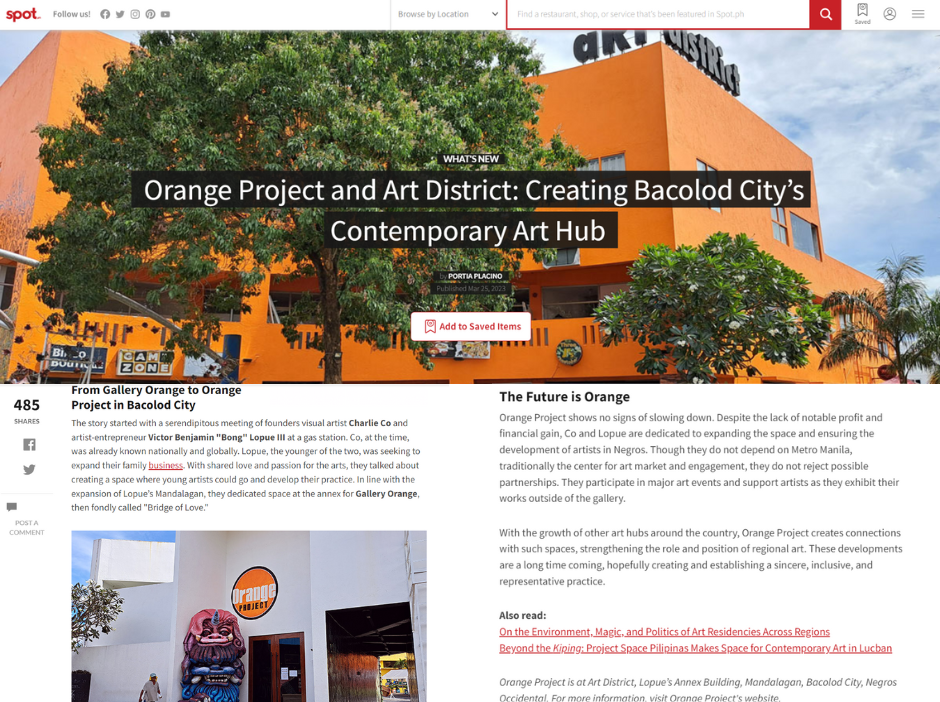 spot.
Follow us!
Browse by Location
Find a restaurant, shop, or service that's been featured in Spot.ph
Saved
art district
WHAT'S NEW
Orange Project and Art District: Creating Bacolod City's
Contemporary Art Hub
by PORTIA PLACINO
Published Mar 25, 2023
Add to Saved Items
GAM
ZONE
485
SHARES
POST A
COMMENT
From Gallery Orange to Orange
Project in Bacolod City
The story started with a serendipitous meeting of founders visual artist Charlie Co and
artist-entrepreneur Victor Benjamin "Bong" Lopue III at a gas station. Co, at the time,
was already known nationally and globally. Lopue, the younger of the two, was seeking to
expand their family business. With shared love and passion for the arts, they talked about
creating a space where young artists could go and develop their practice. In line with the
expansion of Lopue's Mandalagan, they dedicated space at the annex for Gallery Orange,
then fondly called "Bridge of Love."
Orange
PROJECT
The Future is Orange
Orange Project shows no signs of slowing down. Despite the lack of notable profit and
financial gain, Co and Lopue are dedicated to expanding the space and ensuring the
development of artists in Negros. Though they do not depend on Metro Manila,
traditionally the center for art market and engagement, they do not reject possible
partnerships. They participate in major art events and support artists as they exhibit their
works outside of the gallery.
With the growth of other art hubs around the country, Orange Project creates connections
with such spaces, strengthening the role and position of regional art. These developments
are a long time coming, hopefully creating and establishing a sincere, inclusive, and
representative practice.
Also read:
On the Environment, Magic, and Politics of Art Residencies Across Regions
Beyond the Kiping: Project Space Pilipinas Makes Space for Contemporary Art in Lucban
Orange Project is at Art District, Lopue's Annex Building, Mandalagan, Bacolod City, Negros
Occidental. For more information, visit Orange Project's website.